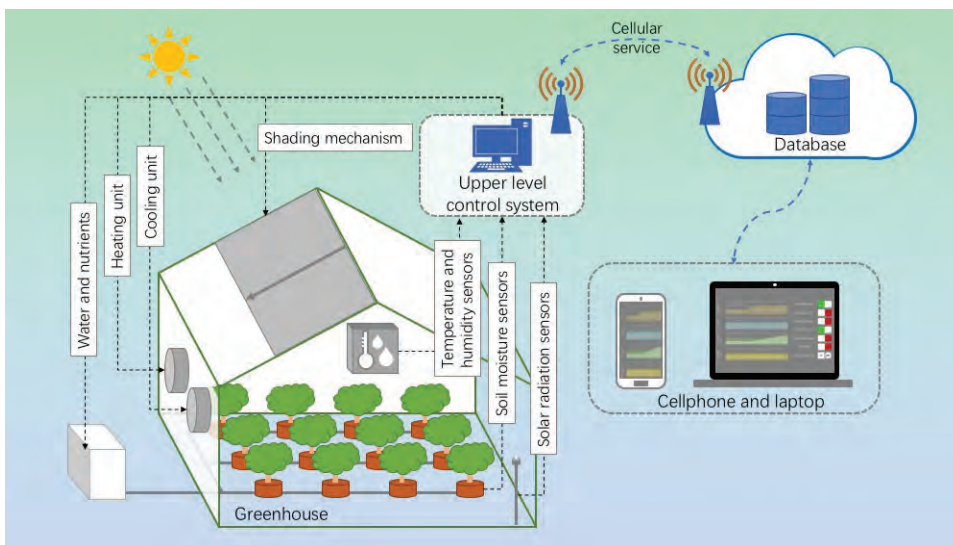 Cellular
service
Database
Shading mechanism
Upper level
control system
Water and nutrients
Heating unit
Cooling unit
Temperature and
humidity sensors
Soil moisture sensors
Solar radiation sensors
Cellphone and laptop
Greenhouse